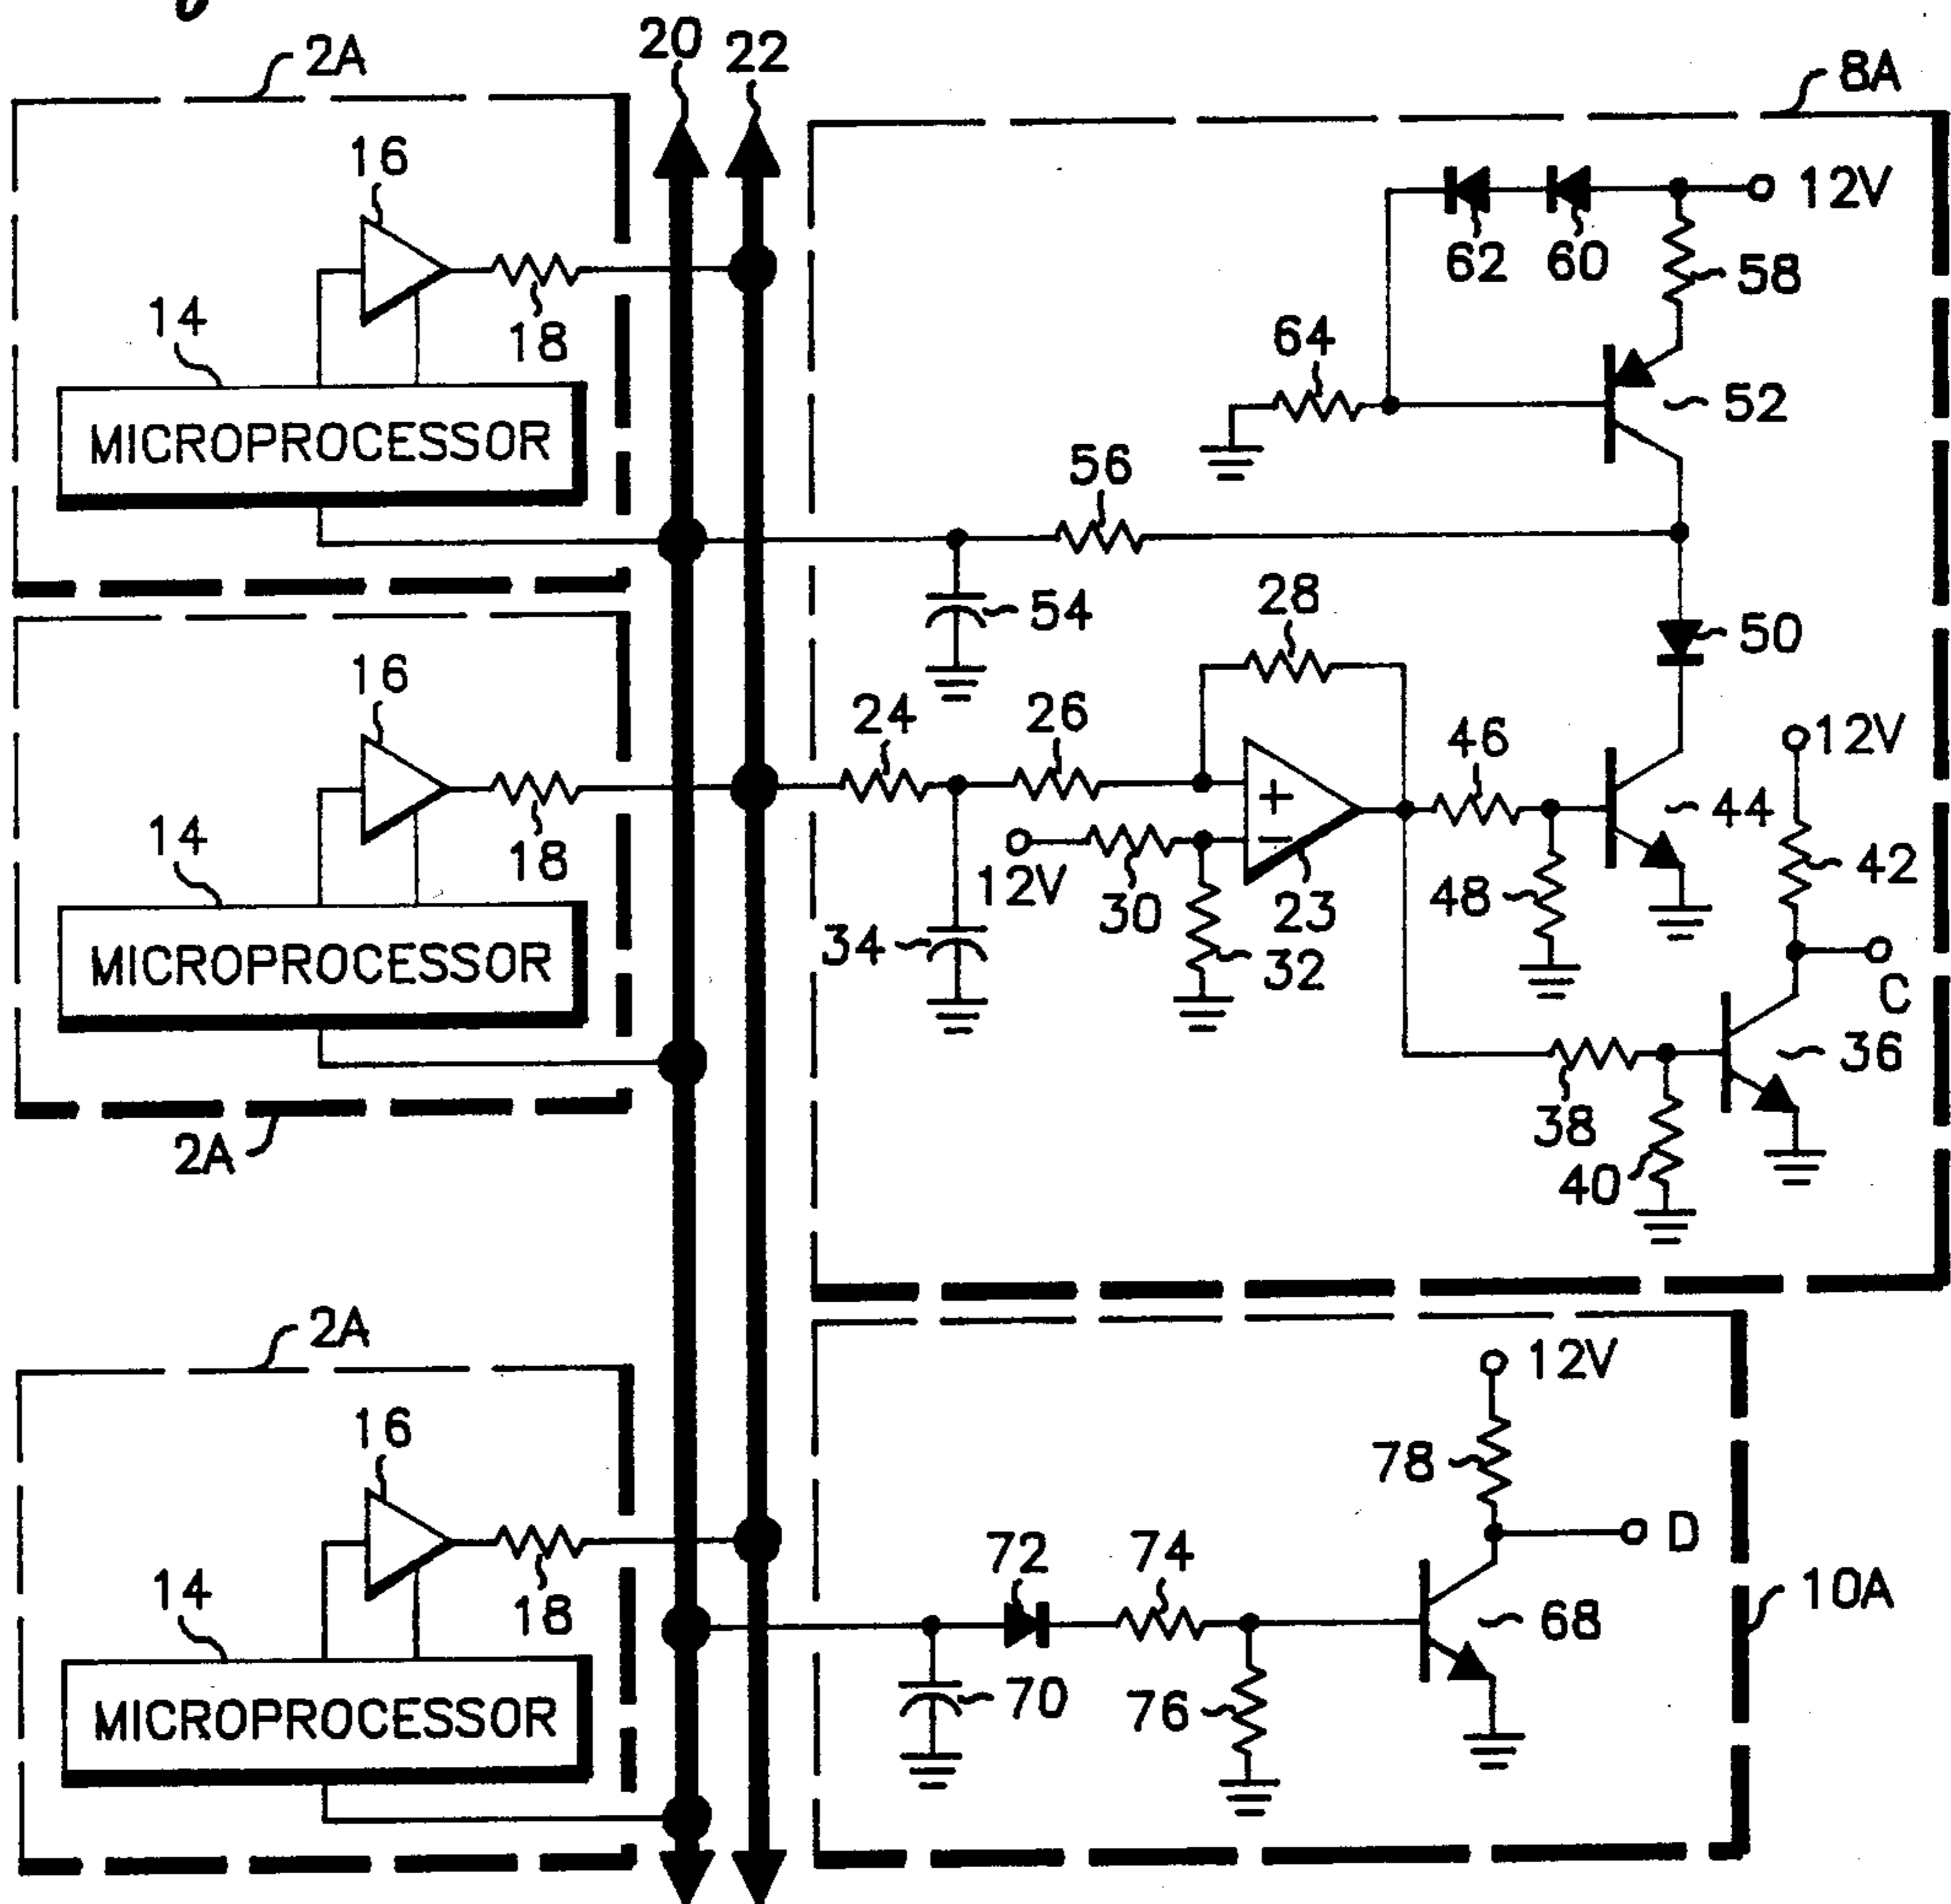 2A
20 22
8A
16
12V
62 60
58
14
18
64
52
MICROPROCESSOR
56
54
28
50
16
24 26
46
12V
14
18
44
42
12V
30
23
48
MICROPROCESSOR
34
32
C
36
2A
38
40
2A
12V
16
78
72 74
D
14
18
10A
68
MICROPROCESSOR
70
76
+
−